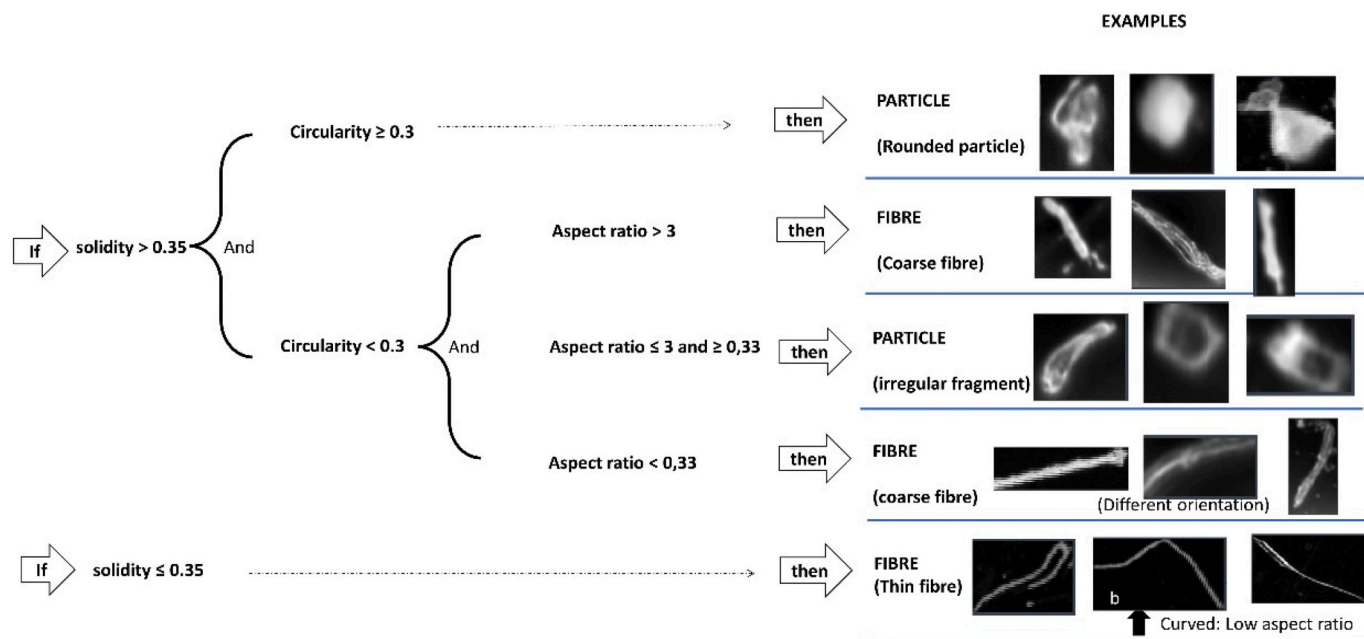 EXAMPLES
Circularity ≥ 0.3
then
PARTICLE
(Rounded particle)
If
solidity > 0.35
And
Aspect ratio > 3
then
FIBRE
(Coarse fibre)
Circularity < 0.3
And
Aspect ratio ≤ 3 and ≥ 0,33
then
PARTICLE
(irregular fragment)
Aspect ratio < 0,33
then
FIBRE
(coarse fibre)
(Different orientation)
If
solidity ≤ 0.35
then
FIBRE
(Thin fibre)
b
Curved: Low aspect ratio